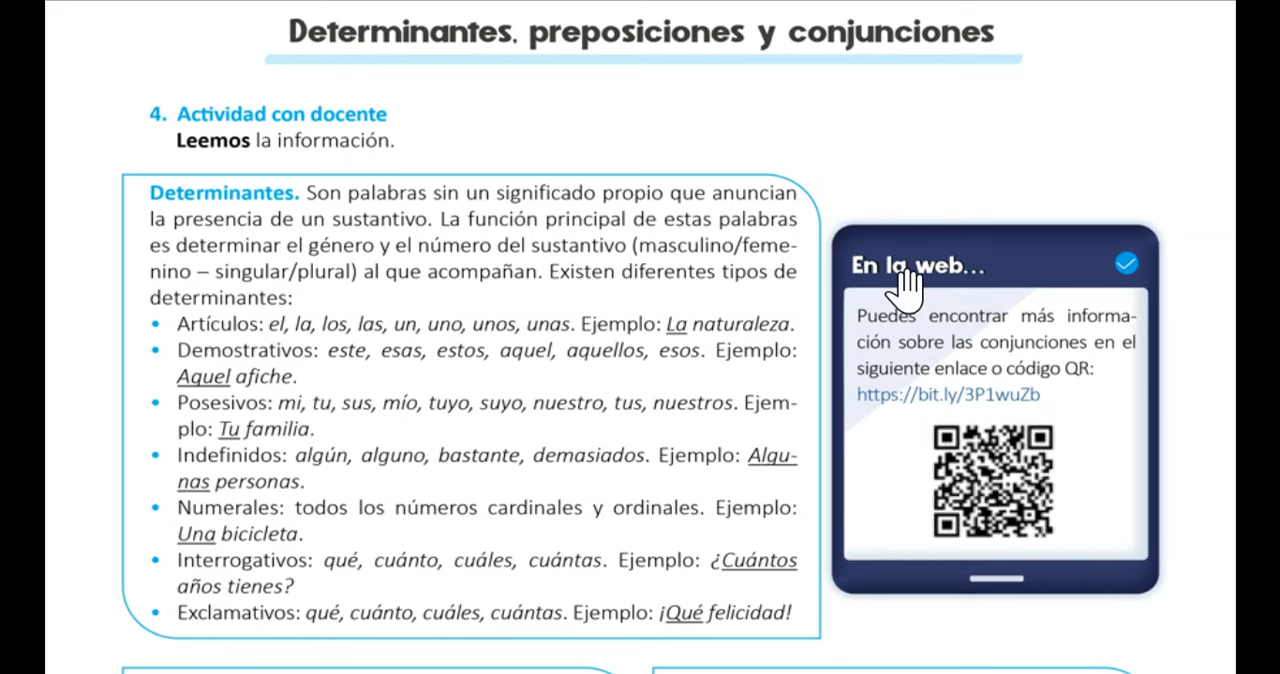 Determinantes, preposiciones y conjunciones
4. Actividad con docente
Leemos la información.
Determinantes. Son palabras sin un significado propio que anuncian
la presencia de un sustantivo. La función principal de estas palabras
es determinar el género y el número del sustantivo (masculino/feme-
nino – singular/plural) al que acompañan. Existen diferentes tipos de
determinantes:
• Artículos: el, la, los, las, un, uno, unos, unas. Ejemplo: La naturaleza.
• Demostrativos: este, esas, estos, aquel, aquellos, esos. Ejemplo:
Aquel afiche.
• Posesivos: mi, tu, sus, mío, tuyo, suyo, nuestro, tus, nuestros. Ejem-
plo: Tu familia.
• Indefinidos: algún, alguno, bastante, demasiados. Ejemplo: Algu-
nas personas.
• Numerales: todos los números cardinales y ordinales. Ejemplo:
Una bicicleta.
• Interrogativos: qué, cuánto, cuáles, cuántas. Ejemplo: ¿Cuántos
años tienes?
• Exclamativos: qué, cuánto, cuáles, cuántas. Ejemplo: ¡Qué felicidad!
En la web...
Puedes encontrar más informa-
ción sobre las conjunciones en el
siguiente enlace o código QR:
https://bit.ly/3P1wuZb